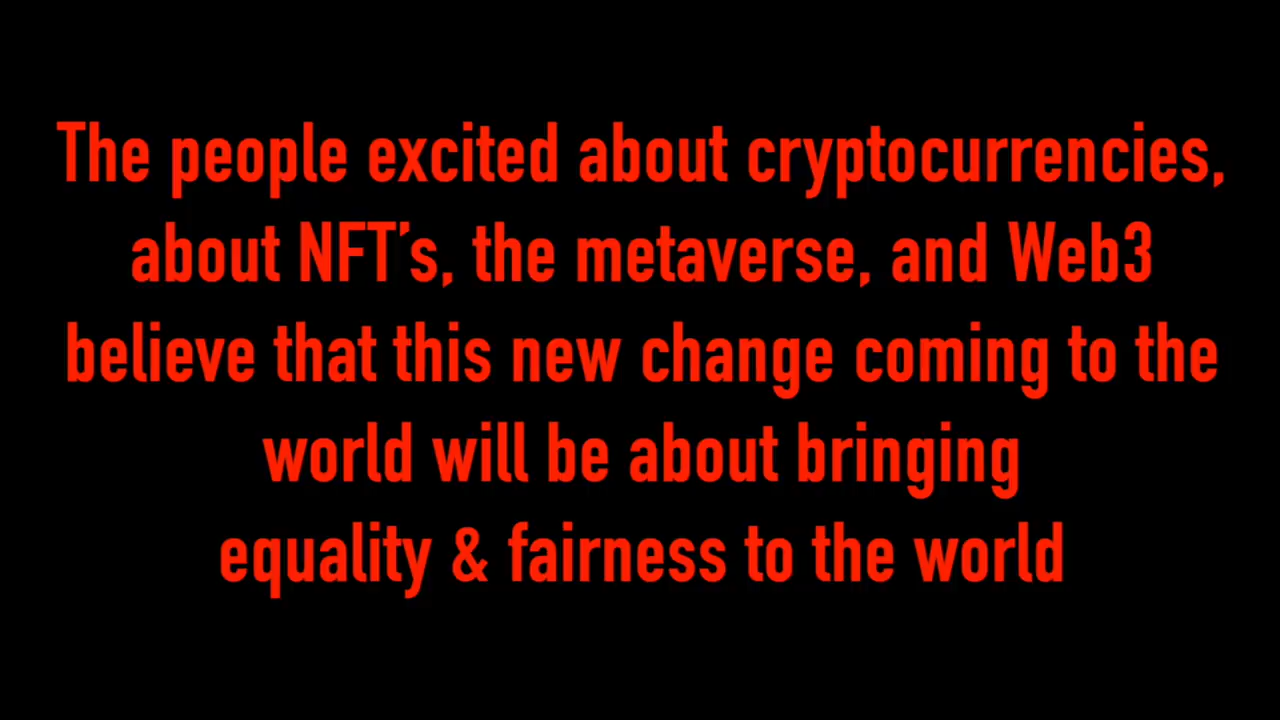 The people excited about cryptocurrencies,
about NFT's, the metaverse, and Web3
believe that this new change coming to the
world will be about bringing
equality & fairness to the world